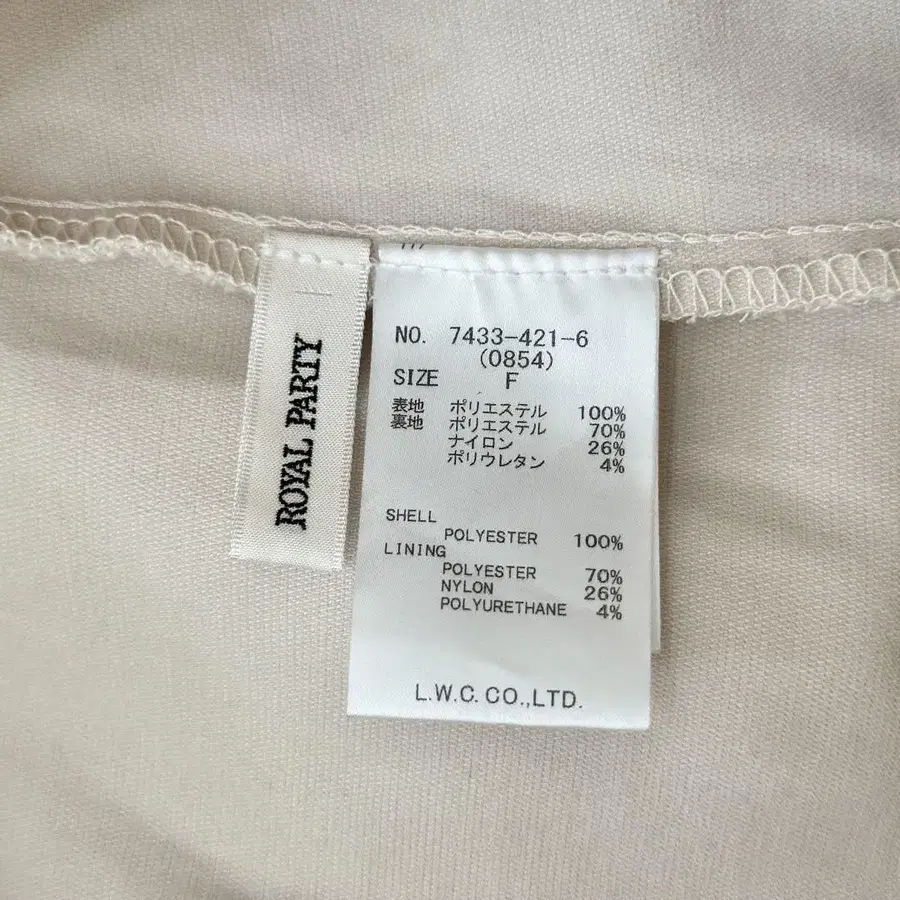 ROYAL PARTY
NO. 7433-421-6
(0854)
SIZE F
表地 ポリエステル 100%
裏地 ポリエステル 70%
ナイロン 26%
ポリウレタン 4%
SHELL
POLYESTER 100%
LINING
POLYESTER 70%
NYLON 26%
POLYURETHANE 4%
L.W.C. CO.,LTD.